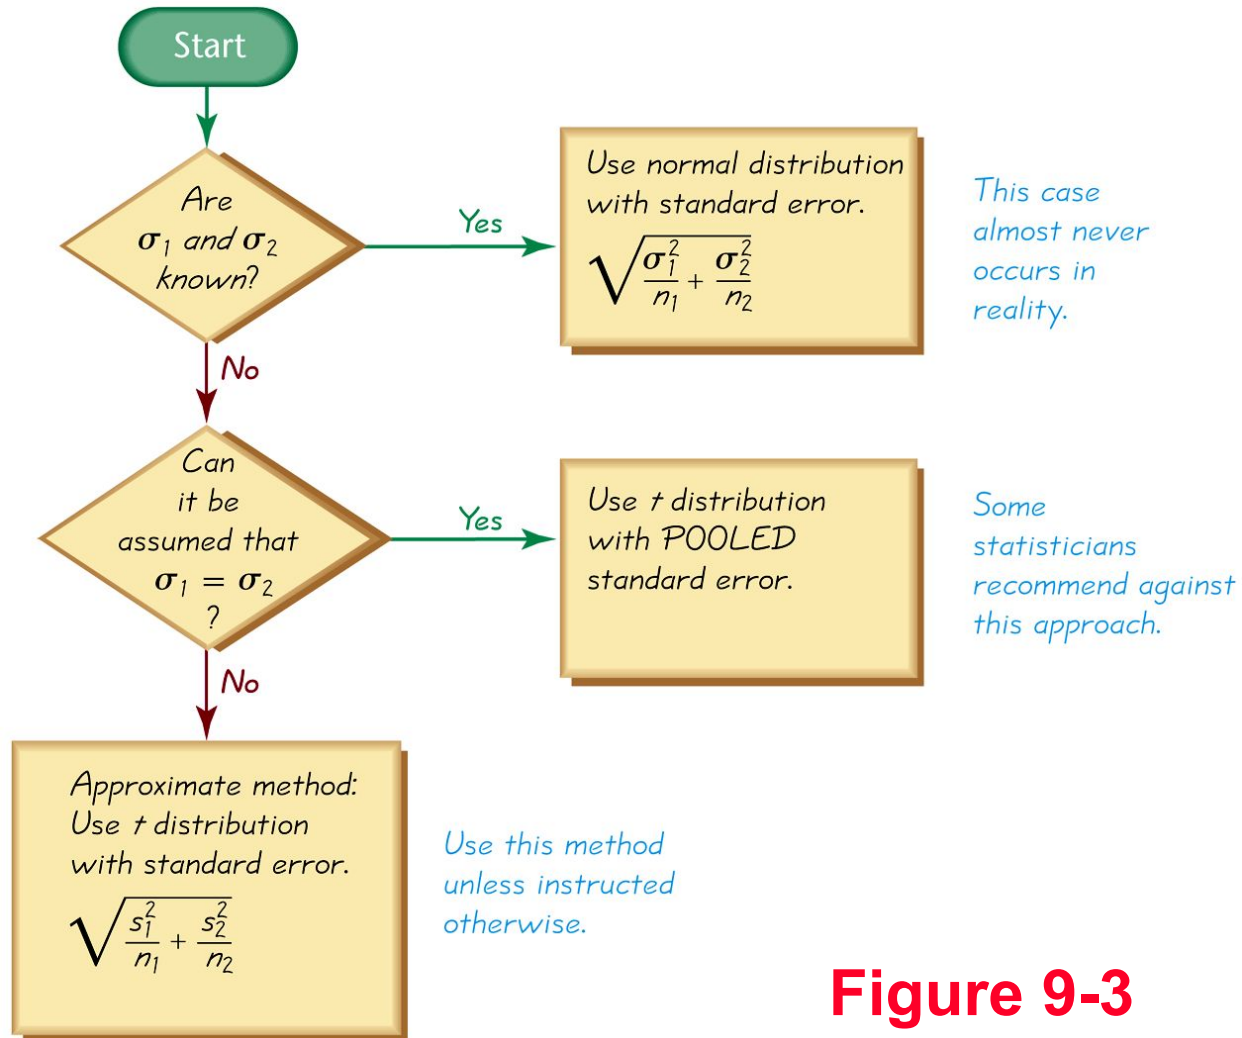 Start
Are
σ₁ and σ₂
known?
Yes
Use normal distribution
with standard error.
√(σ₁²/n₁ + σ₂²/n₂)
This case
almost never
occurs in
reality.
No
Can
it be
assumed that
σ₁ = σ₂
?
Yes
Use t distribution
with POOLED
standard error.
Some
statisticians
recommend against
this approach.
No
Approximate method:
Use t distribution
with standard error.
√(s₁²/n₁ + s₂²/n₂)
Use this method
unless instructed
otherwise.
Figure 9-3